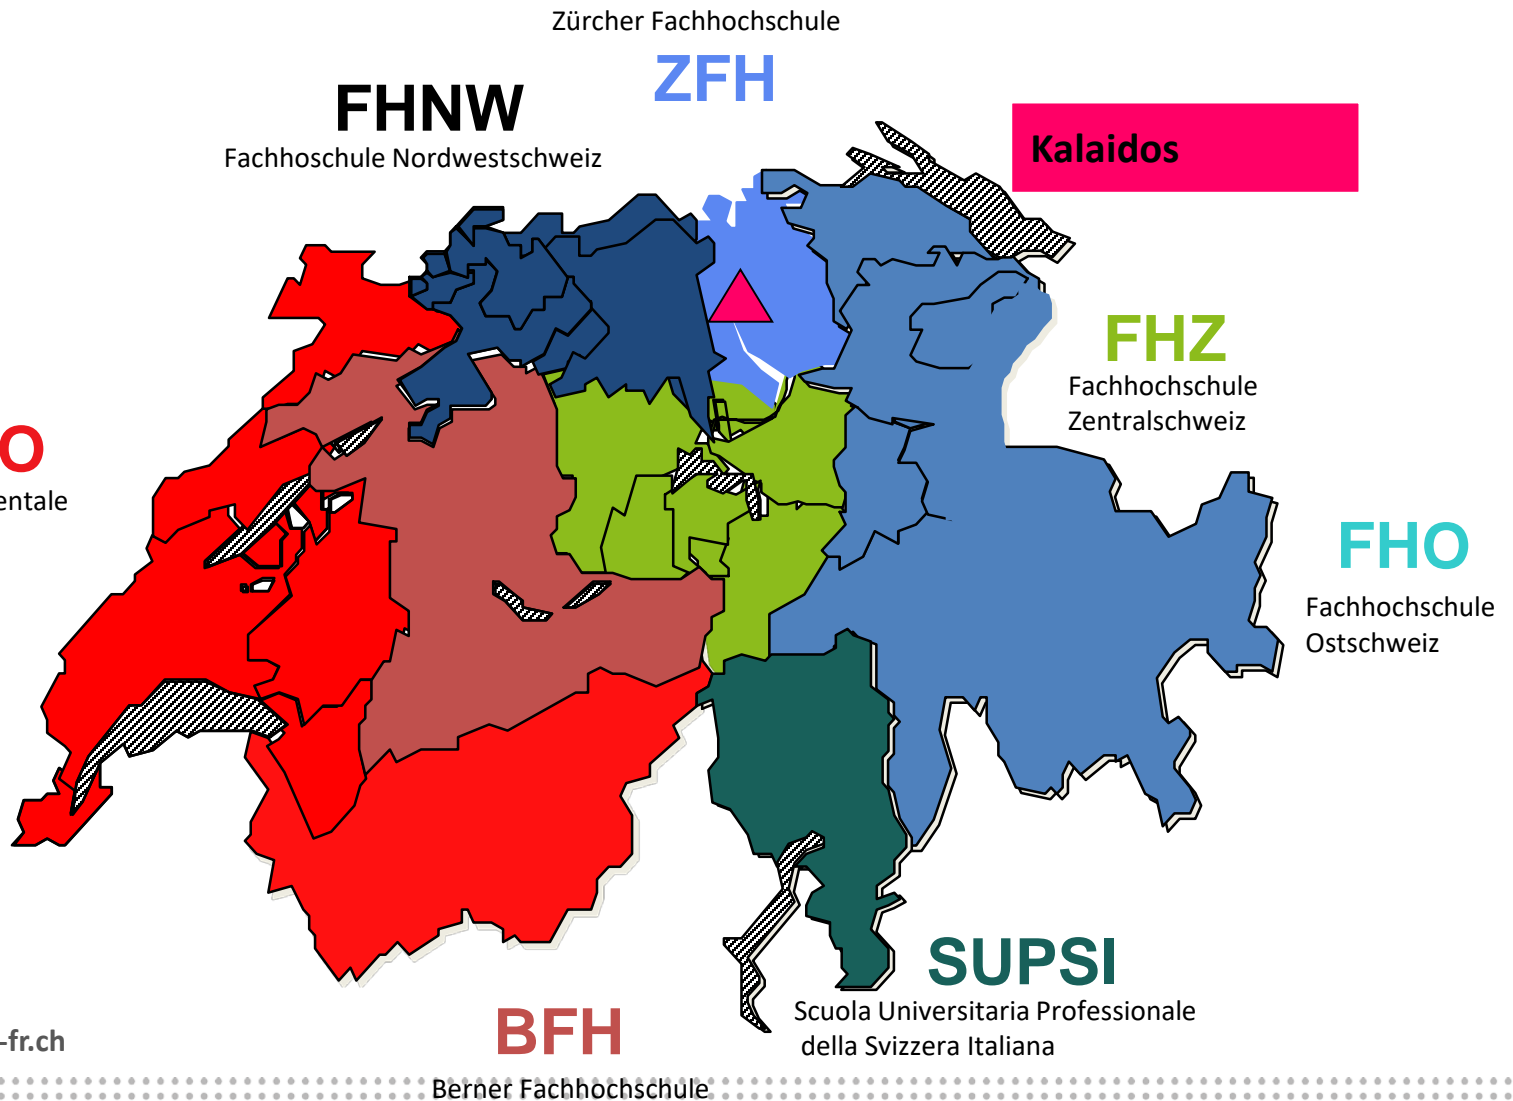 Zürcher Fachhochschule
ZFH
FHNW
Fachhoschule Nordwestschweiz
Kalaidos
FHZ
Fachhochschule
Zentralschweiz
O
entale
FHO
Fachhochschule
Ostschweiz
SUPSI
Scuola Universitaria Professionale
della Svizzera Italiana
BFH
-fr.ch
Berner Fachhochschule